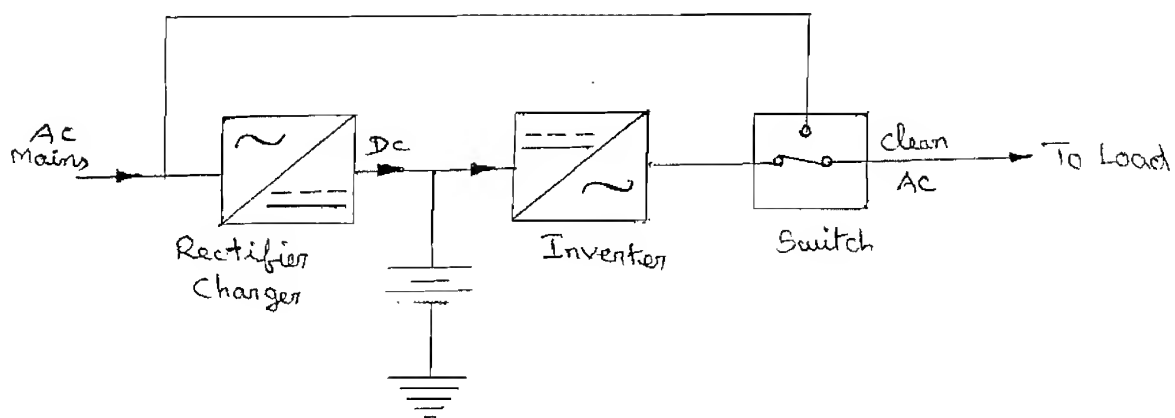 AC
Mains
DC
Rectifier
Charger
Inverter
Switch
Clean
AC
To Load